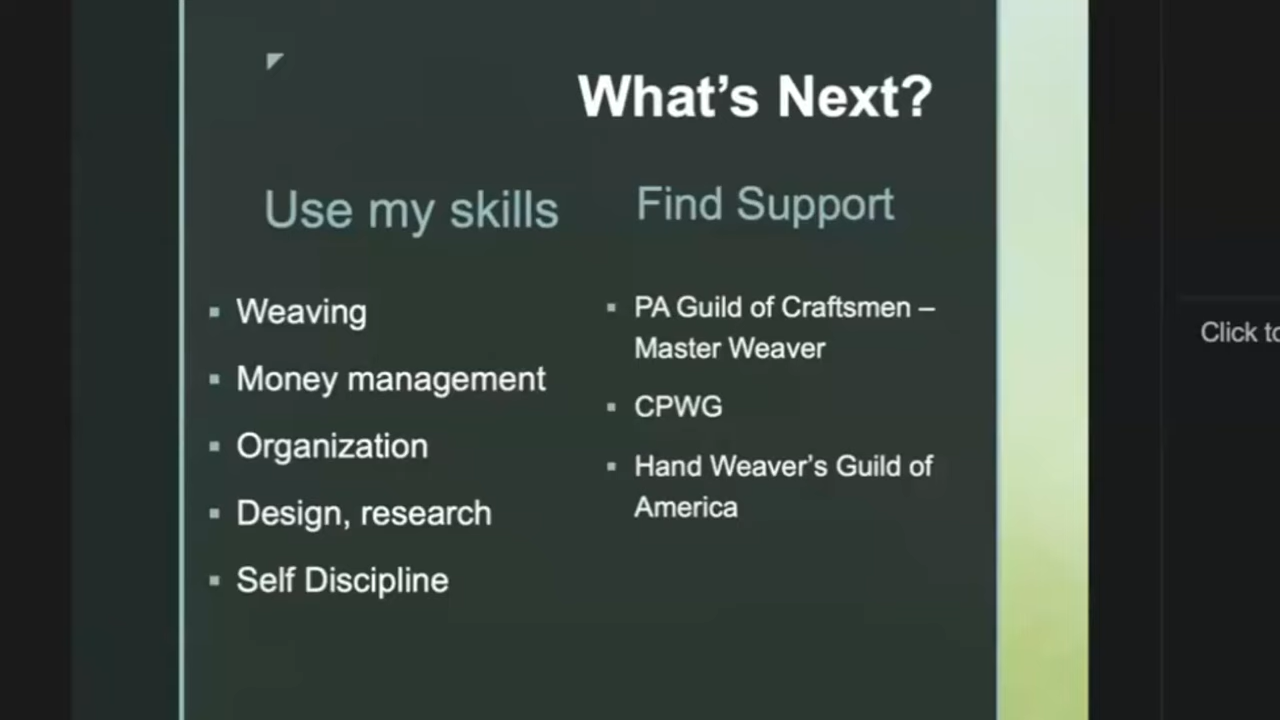 What's Next?
Use my skills
Weaving
Money management
Organization
Design, research
Self Discipline
Find Support
PA Guild of Craftsmen –
Master Weaver
CPWG
Hand Weaver's Guild of
America
Click